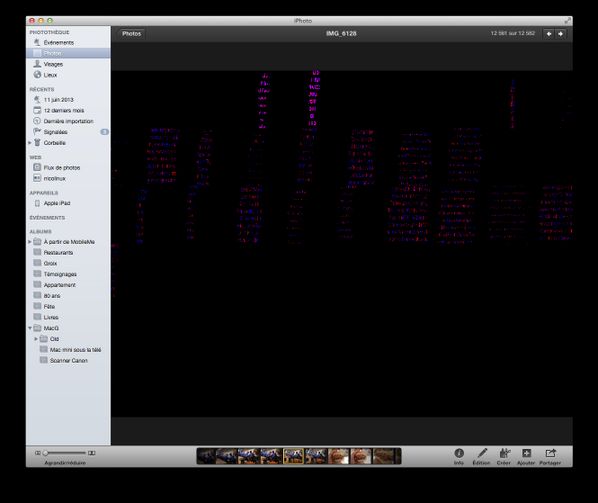 iPhoto
PHOTOTHÈQUE
Photos
IMG_6128
12 561 sur 12 562
Événements
Photos
Visages
Lieux
RÉCENTS
11 juin 2013
12 derniers mois
Dernière importation
Signalées
Corbeille
WEB
Flux de photos
nicolinux
APPAREILS
Apple iPad
ÉVÉNEMENTS
ALBUMS
À partir de MobileMe
Restaurants
Groix
Témoignages
Appartement
80 ans
Fête
Livres
MacG
Old
Mac mini sous la télé
Scanner Canon
Agrandir/réduire
Info
Édition
Créer
Ajouter
Partager